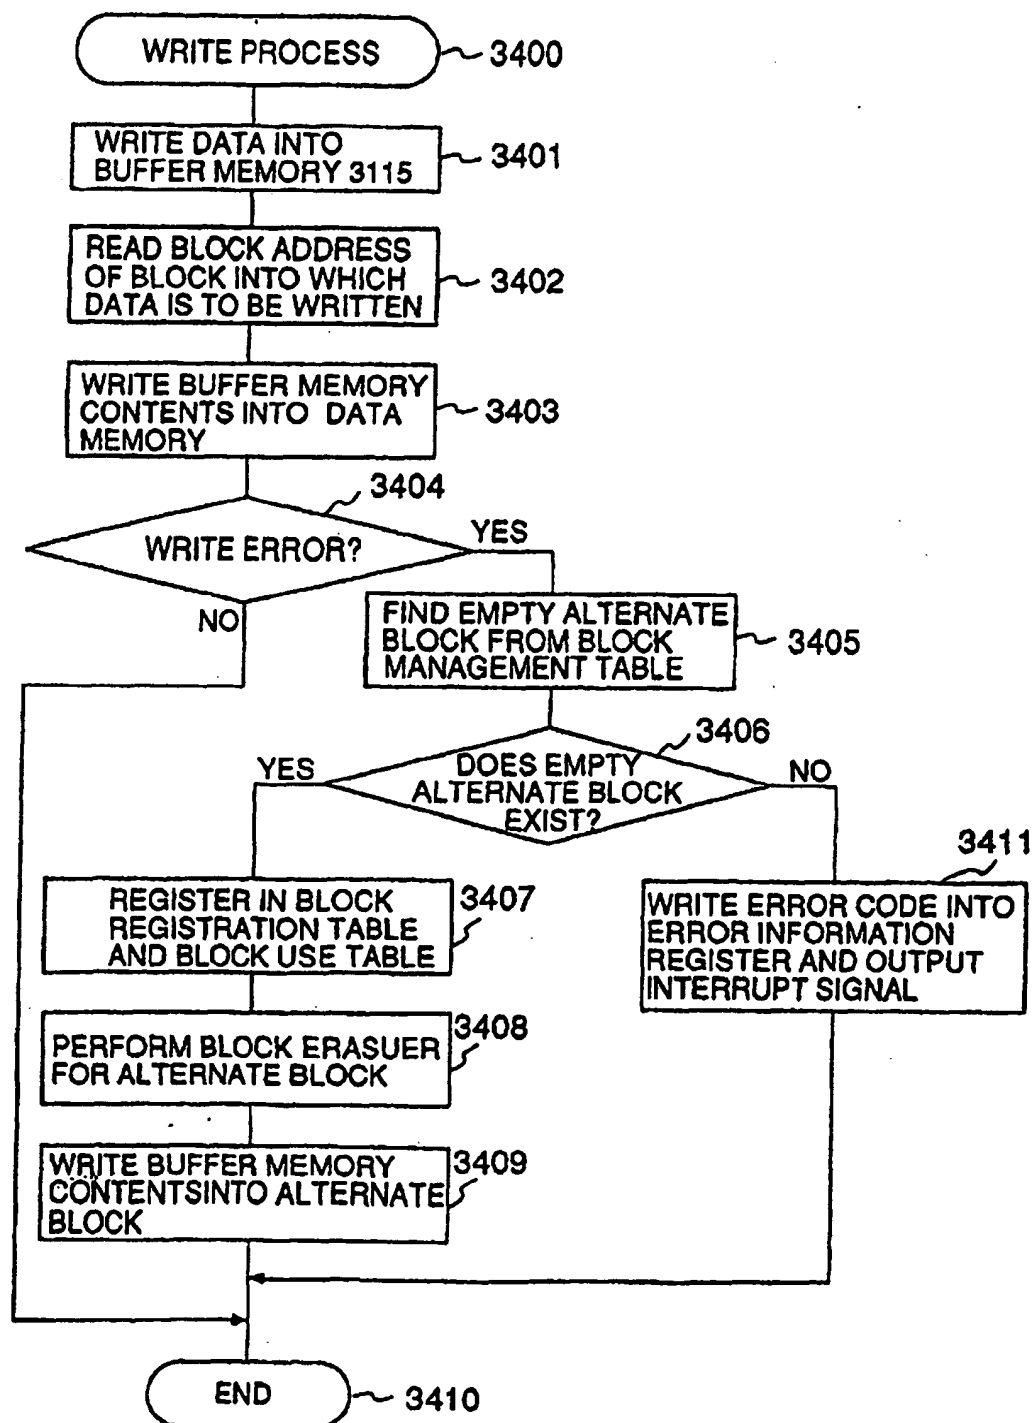 WRITE PROCESS
3400
WRITE DATA INTO
BUFFER MEMORY 3115
3401
READ BLOCK ADDRESS
OF BLOCK INTO WHICH
DATA IS TO BE WRITTEN
3402
WRITE BUFFER MEMORY
CONTENTS INTO DATA
MEMORY
3403
3404
WRITE ERROR?
YES
NO
FIND EMPTY ALTERNATE
BLOCK FROM BLOCK
MANAGEMENT TABLE
3405
3406
DOES EMPTY
ALTERNATE BLOCK
EXIST?
YES
NO
REGISTER IN BLOCK
REGISTRATION TABLE
AND BLOCK USE TABLE
3407
3411
WRITE ERROR CODE INTO
ERROR INFORMATION
REGISTER AND OUTPUT
INTERRUPT SIGNAL
PERFORM BLOCK ERASUER
FOR ALTERNATE BLOCK
3408
WRITE BUFFER MEMORY
CONTENTSINTO ALTERNATE
BLOCK
3409
END
3410